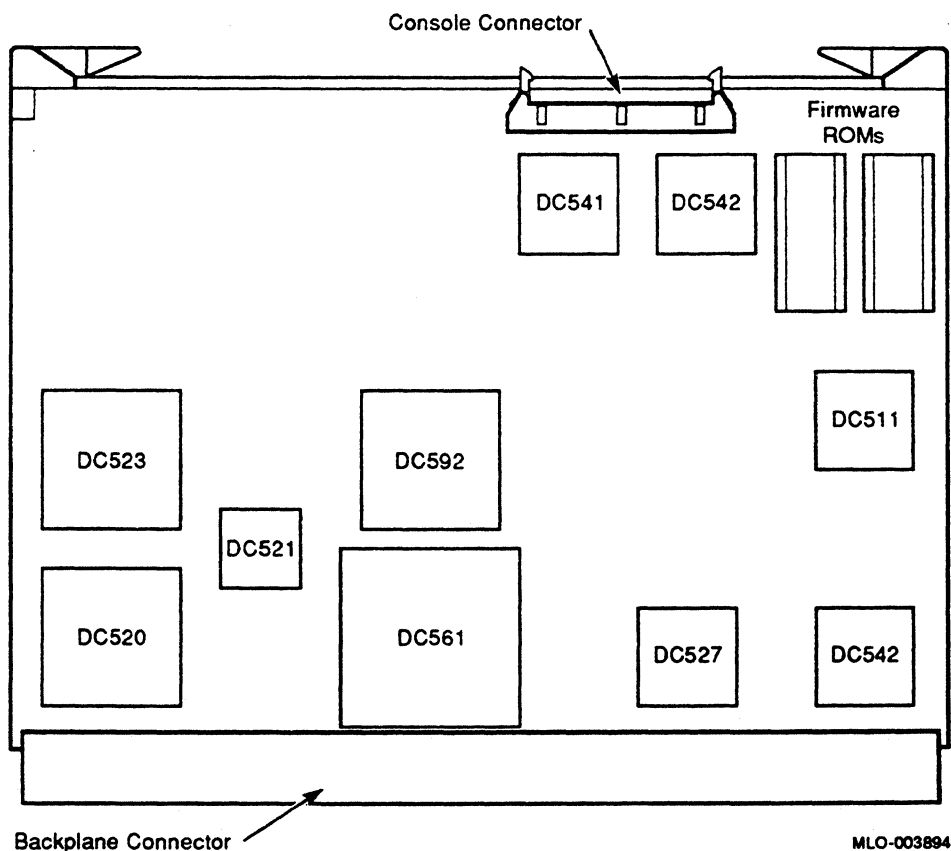 Console Connector
Firmware
ROMs
DC541
DC542
DC511
DC523
DC592
DC521
DC520
DC561
DC527
DC542
Backplane Connector
MLO-003894